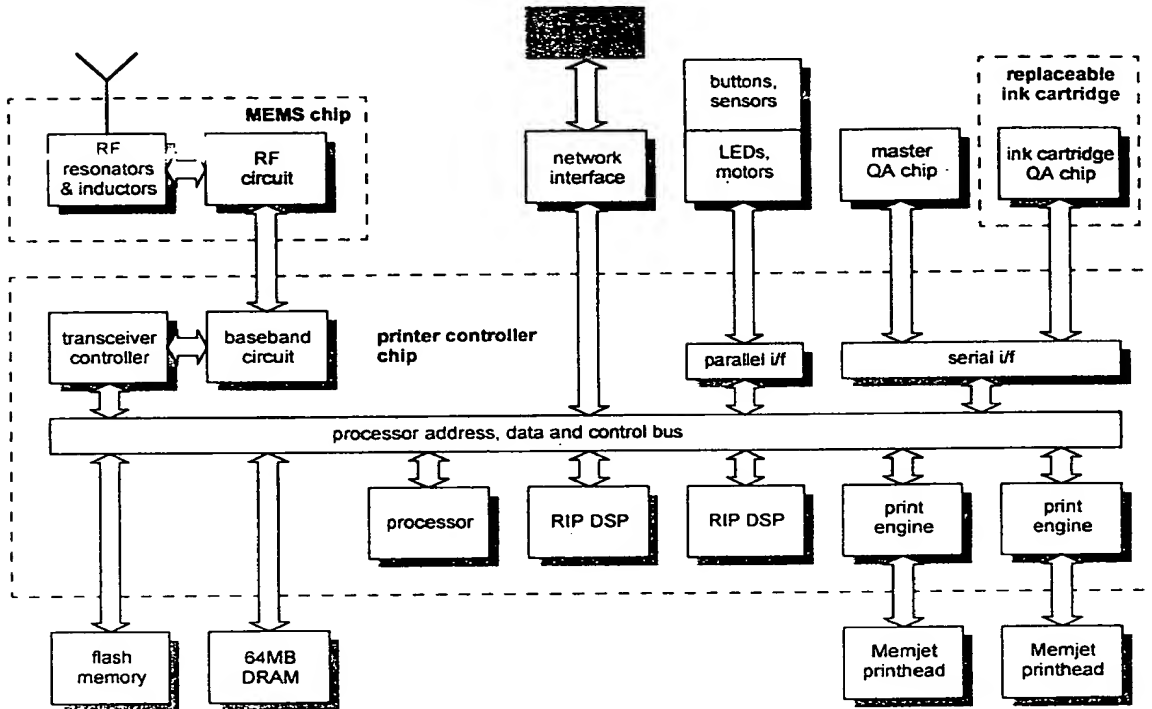 buttons,
sensors
replaceable
ink cartridge
MEMS chip
RF
resonators
& inductors
RF
circuit
network
interface
LEDs,
motors
master
QA chip
ink cartridge
QA chip
transceiver
controller
baseband
circuit
printer controller
chip
parallel i/f
serial i/f
processor address, data and control bus
processor
RIP DSP
RIP DSP
print
engine
print
engine
flash
memory
64MB
DRAM
Memjet
printhead
Memjet
printhead